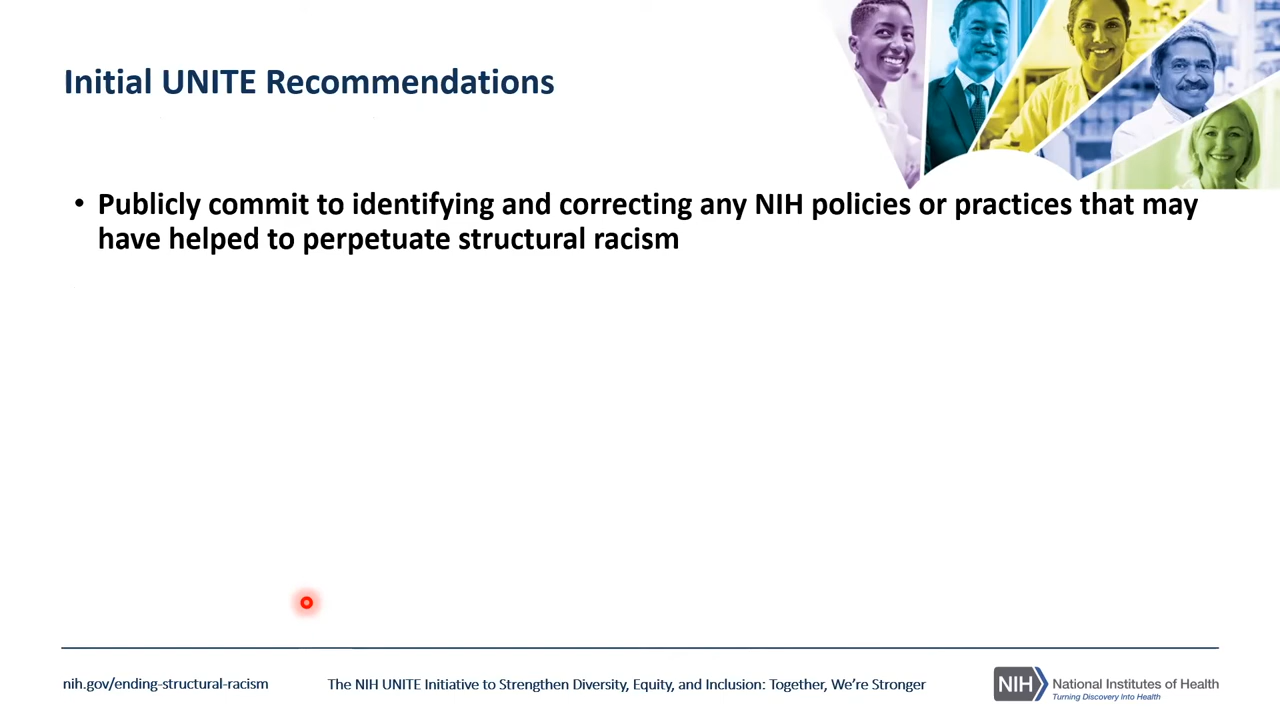 Initial UNITE Recommendations
• Publicly commit to identifying and correcting any NIH policies or practices that may
have helped to perpetuate structural racism
nih.gov/ending-structural-racism
The NIH UNITE Initiative to Strengthen Diversity, Equity, and Inclusion: Together, We're Stronger
NIH
National Institutes of Health
Turning Discovery Into Health